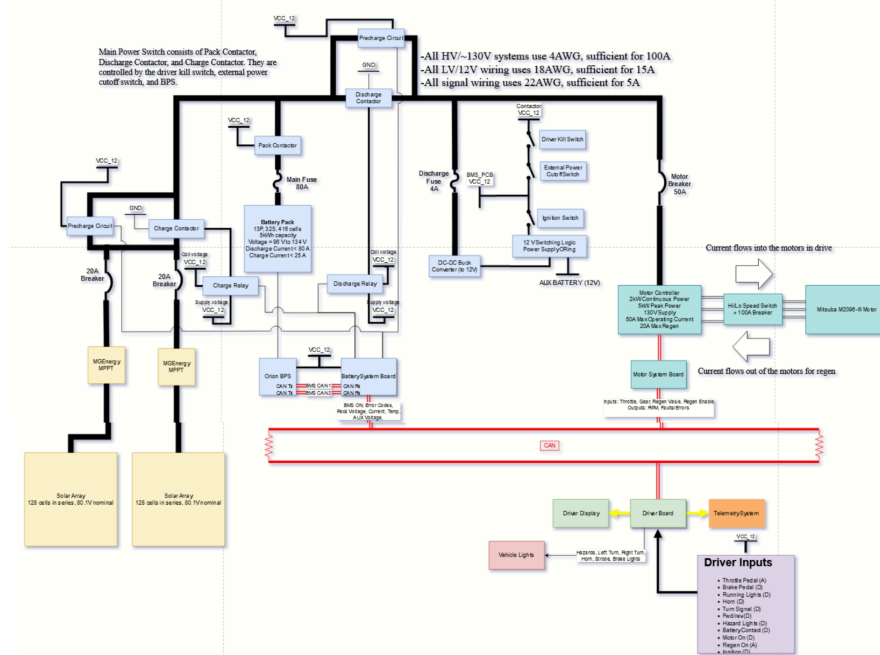 VCC_12
Precharge Circuit
Main Power Switch consists of Pack Contactor,
Discharge Contactor, and Charge Contactor. They are
controlled by the driver kill switch, external power
cutoff switch, and BPS.
-All HV/~130V systems use 4AWG, sufficient for 100A
-All LV/12V wiring uses 18AWG, sufficient for 15A
-All signal wiring uses 22AWG, sufficient for 5A
GND
Discharge
Contactor
VCC_12
Pack Contactor
Contactor
VCC_12
Driver Kill Switch
External Power
Cutoff Switch
BMS_PCB
VCC_12
Ignition Switch
VCC_12
Main Fuse
80A
Discharge
Fuse
4A
Motor
Breaker
50A
GND
Precharge Circuit
Charge Contactor
Battery Pack
13P, 32S, 416 cells
5kWh capacity
Voltage = 96 V to 134 V
Discharge Current < 80 A
Charge Current < 25 A
12 V Switching Logic
Power Supply ORing
DC-DC Buck
Converter (to 12V)
AUX BATTERY (12V)
Current flows into the motors in drive
20A
Breaker
20A
Breaker
Coil voltage
VCC_12
Charge Relay
Supply voltage
VCC_12
Coil voltage
VCC_12
Discharge Relay
Supply voltage
VCC_12
Motor Controller
2kW Continuous Power
5kW Peak Power
130V Supply
50A Max Operating Current
20A Max Regen
Hi/Lo Speed Switch
+ 100A Breaker
Mitsuba M2096-III Motor
Current flows out of the motors for regen
MGEnergy
MPPT
MGEnergy
MPPT
VCC_12
Orion BPS
CAN Tx
CAN Tx
BMS CAN1
BMS CAN2
Battery System Board
CAN Rx
CAN Rx
Motor System Board
BMS ON, Error Codes,
Pack Voltage, Current, Temp,
AUX Voltage,
Inputs: Throttle, Gear, Regen Value, Regen Enable,
Outputs: RPM, Faults/Errors
CAN
Solar Array
128 cells in series, 80.1V nominal
Solar Array
128 cells in series, 80.1V nominal
Driver Display
Driver Board
Telemetry System
Vehicle Lights
Hazards, Left Turn, Right Turn,
Horn, Strobe, Brake Lights
VCC_12
Driver Inputs
• Throttle Pedal (A)
• Brake Pedal (D)
• Running Lights (D)
• Horn (D)
• Turn Signal (D)
• Fwd/rev(D)
• Hazard Lights (D)
• Battery Contact (D)
• Motor On (D)
• Regen On (A)
• Ignition (D)